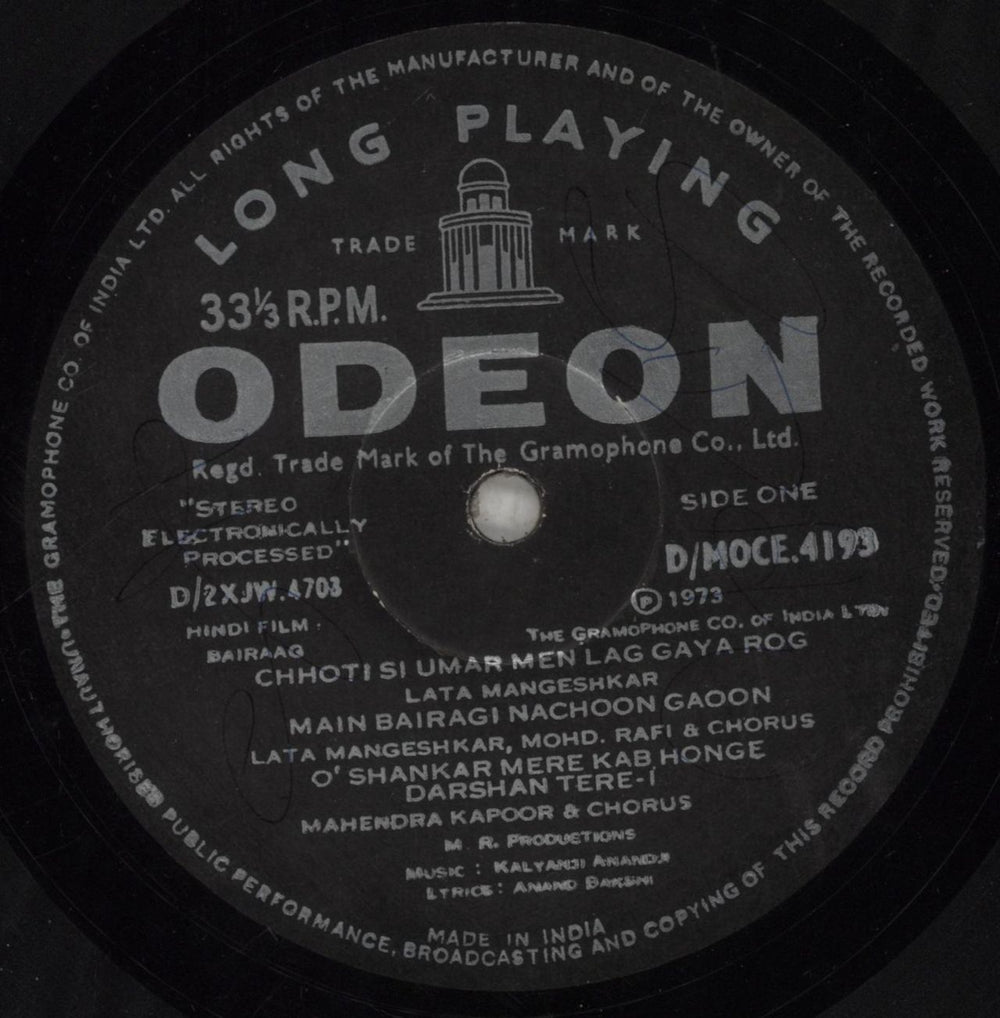 THE GRAMOPHONE CO. OF INDIA LTD. ALL RIGHTS OF THE MANUFACTURER AND OF THE OWNER OF THE RECORDED WORK RESERVED.
UNAUTHORISED PUBLIC PERFORMANCE, BROADCASTING AND COPYING OF THIS RECORD PROHIBITED.
LONG PLAYING
TRADE MARK
33⅓ R.P.M.
ODEON
Regd. Trade Mark of The Gramophone Co., Ltd.
"STEREO
ELECTRONICALLY
PROCESSED"
D/2XJW.4703
HINDI FILM :
BAIRAAG
SIDE ONE
D/MOCE.4193
Ⓟ 1973
THE GRAMOPHONE CO. OF INDIA LTD.
CHHOTI SI UMAR MEN LAG GAYA ROG
LATA MANGESHKAR
MAIN BAIRAGI NACHOON GAOON
LATA MANGESHKAR, MOHD. RAFI & CHORUS
O' SHANKAR MERE KAB HONGE
DARSHAN TERE-I
MAHENDRA KAPOOR & CHORUS
M. R. PRODUCTIONS
MUSIC : KALYANJI ANANDJI
LYRICS : ANAND BAKSHI
MADE IN INDIA